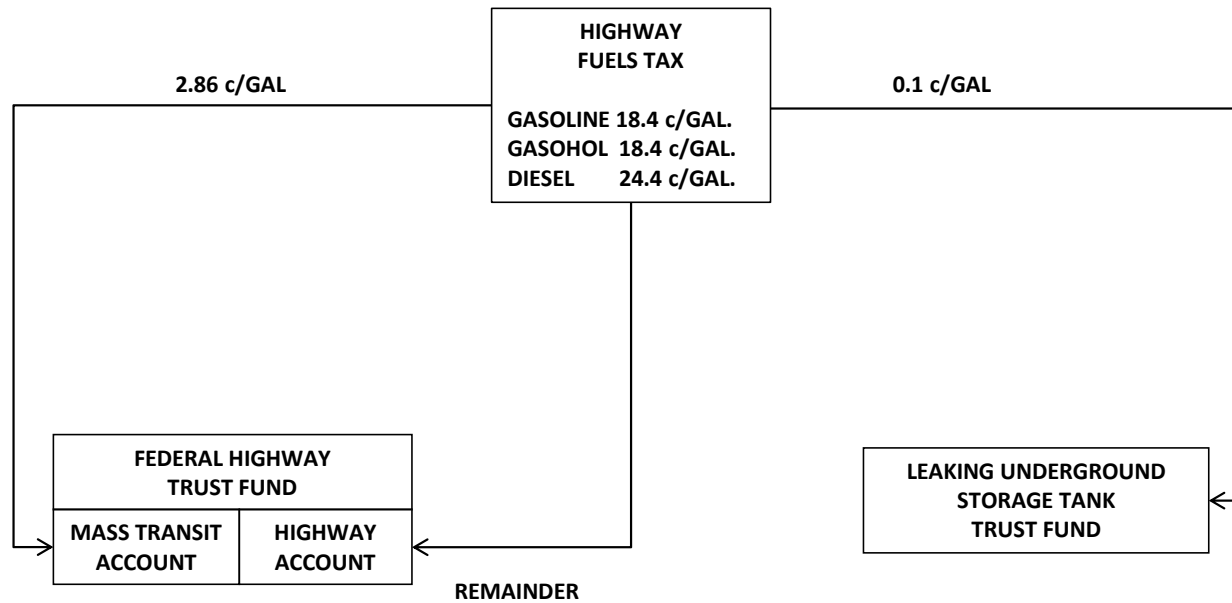 HIGHWAY
FUELS TAX
2.86 c/GAL
0.1 c/GAL
GASOLINE 18.4 c/GAL.
GASOHOL 18.4 c/GAL.
DIESEL 24.4 c/GAL.
FEDERAL HIGHWAY
TRUST FUND
MASS TRANSIT
ACCOUNT
HIGHWAY
ACCOUNT
LEAKING UNDERGROUND
STORAGE TANK
TRUST FUND
REMAINDER